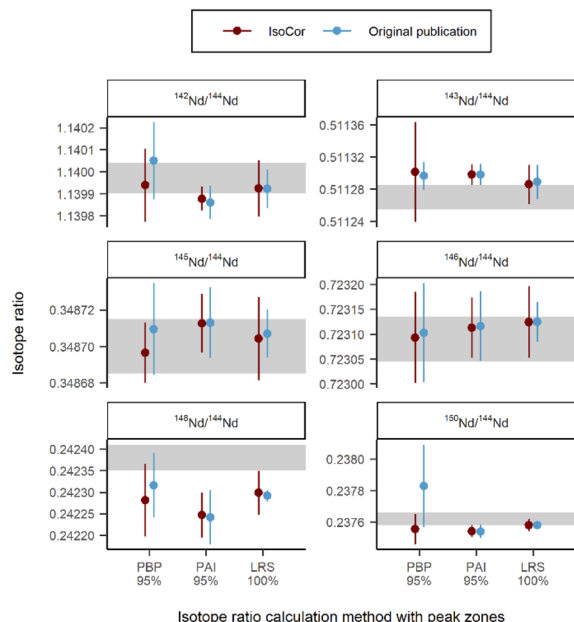 IsoCor Original publication
¹⁴²Nd/¹⁴⁴Nd
1.1402
1.1401
1.1400
1.1399
1.1398
¹⁴³Nd/¹⁴⁴Nd
0.51136
0.51132
0.51128
0.51124
¹⁴⁵Nd/¹⁴⁴Nd
0.34872
0.34870
0.34868
¹⁴⁶Nd/¹⁴⁴Nd
0.72320
0.72315
0.72310
0.72305
0.72300
¹⁴⁸Nd/¹⁴⁴Nd
0.24240
0.24235
0.24230
0.24225
0.24220
¹⁵⁰Nd/¹⁴⁴Nd
0.2380
0.2378
0.2376
Isotope ratio
PBP PAI LRS
95% 95% 100%
PBP PAI LRS
95% 95% 100%
Isotope ratio calculation method with peak zones